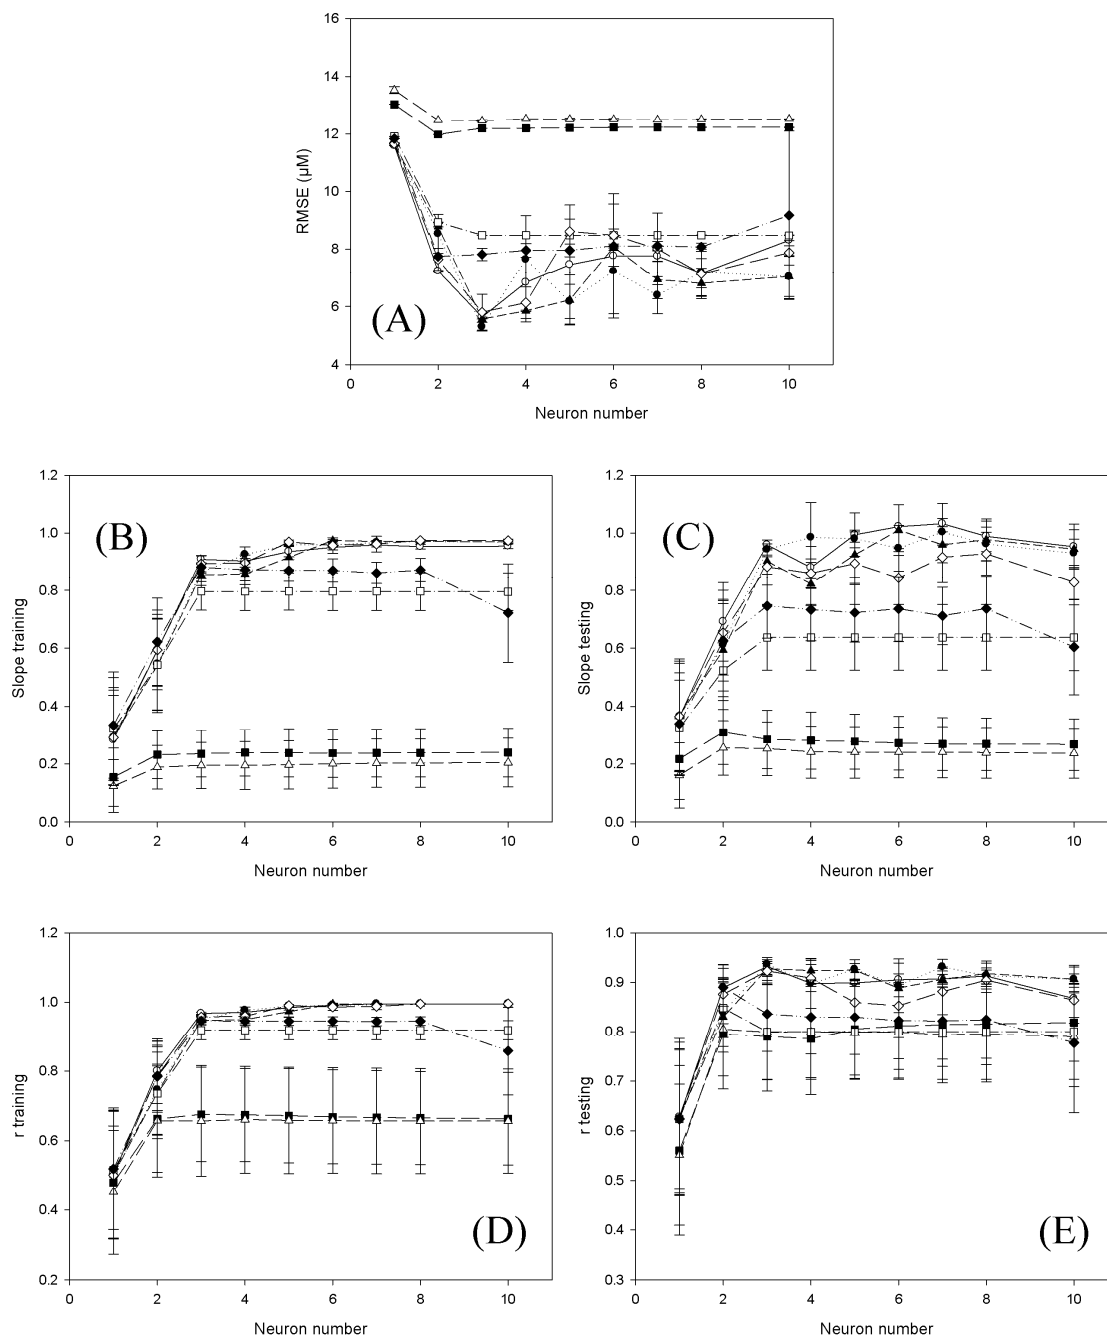 16
14
12
10
8
6
4
RMSE (µM)
(A)
0 2 4 6 8 10
Neuron number
1.2
1.0
0.8
0.6
0.4
0.2
0.0
Slope training
(B)
0 2 4 6 8 10
Neuron number
1.2
1.0
0.8
0.6
0.4
0.2
0.0
Slope testing
(C)
0 2 4 6 8 10
Neuron number
1.2
1.0
0.8
0.6
0.4
0.2
r training
(D)
0 2 4 6 8 10
Neuron number
1.0
0.9
0.8
0.7
0.6
0.5
0.4
0.3
r testing
(E)
0 2 4 6 8 10
Neuron number